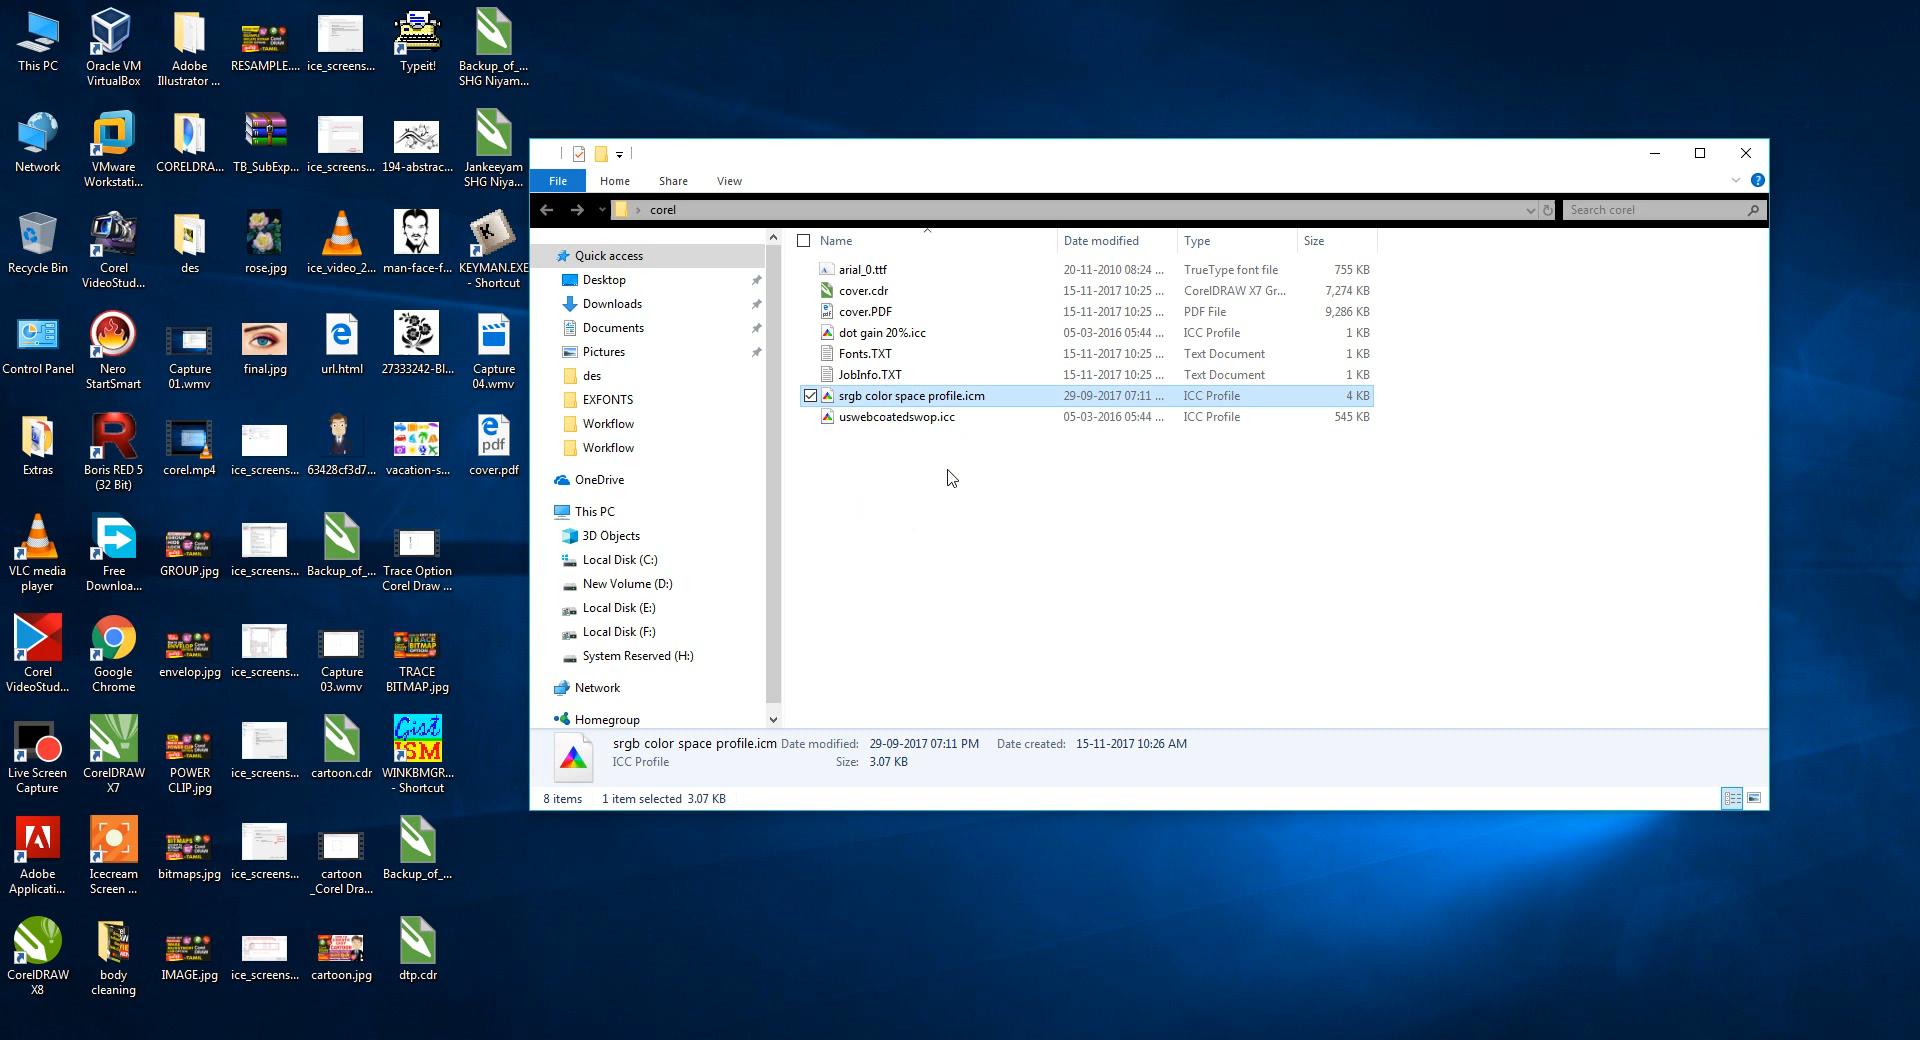 This PC
Oracle VM
VirtualBox
Adobe
Illustrator ...
RESAMPLE....
ice_screens...
Typeit!
Backup_of_...
SHG Niyam...
Network
VMware
Workstati...
CORELDRA...
TB_SubExp...
ice_screens...
194-abstrac...
Jankeeyam
SHG Niya...
Recycle Bin
Corel
VideoStud...
des
rose.jpg
ice_video_2...
man-face-f...
KEYMAN.EXE
- Shortcut
Control Panel
Nero
StartSmart
Capture
01.wmv
final.jpg
url.html
27333242-Bl...
Capture
04.wmv
Extras
Boris RED 5
(32 Bit)
corel.mp4
ice_screens...
63428cf3d7...
vacation-s...
pdf
cover.pdf
VLC media
player
Free
Downloa...
GROUP.jpg
ice_screens...
Backup_of_...
Trace Option
Corel Draw ...
Corel
VideoStud...
Google
Chrome
envelop.jpg
ice_screens...
Capture
03.wmv
TRACE
BITMAP.jpg
Live Screen
Capture
CorelDRAW
X7
POWER
CLIP.jpg
ice_screens...
cartoon.cdr
Gist
ISM
WINKBMGR...
- Shortcut
Adobe
Applicati...
Icecream
Screen ...
bitmaps.jpg
ice_screens...
cartoon
_Corel Dra...
Backup_of_...
CorelDRAW
X8
body
cleaning
IMAGE.jpg
ice_screens...
cartoon.jpg
dtp.cdr
File Home Share View
corel
Search corel
Quick access
Desktop
Downloads
Documents
Pictures
des
EXFONTS
Workflow
Workflow
OneDrive
This PC
3D Objects
Local Disk (C:)
New Volume (D:)
Local Disk (E:)
Local Disk (F:)
System Reserved (H:)
Network
Homegroup
Name Date modified Type Size
arial_0.ttf 20-11-2010 08:24 ... TrueType font file 755 KB
cover.cdr 15-11-2017 10:25 ... CorelDRAW X7 Gr... 7,274 KB
cover.PDF 15-11-2017 10:25 ... PDF File 9,286 KB
dot gain 20%.icc 05-03-2016 05:44 ... ICC Profile 1 KB
Fonts.TXT 15-11-2017 10:25 ... Text Document 1 KB
JobInfo.TXT 15-11-2017 10:25 ... Text Document 1 KB
srgb color space profile.icm 29-09-2017 07:11 ... ICC Profile 4 KB
uswebcoatedswop.icc 05-03-2016 05:44 ... ICC Profile 545 KB
srgb color space profile.icm Date modified: 29-09-2017 07:11 PM Date created: 15-11-2017 10:26 AM
ICC Profile Size: 3.07 KB
8 items 1 item selected 3.07 KB